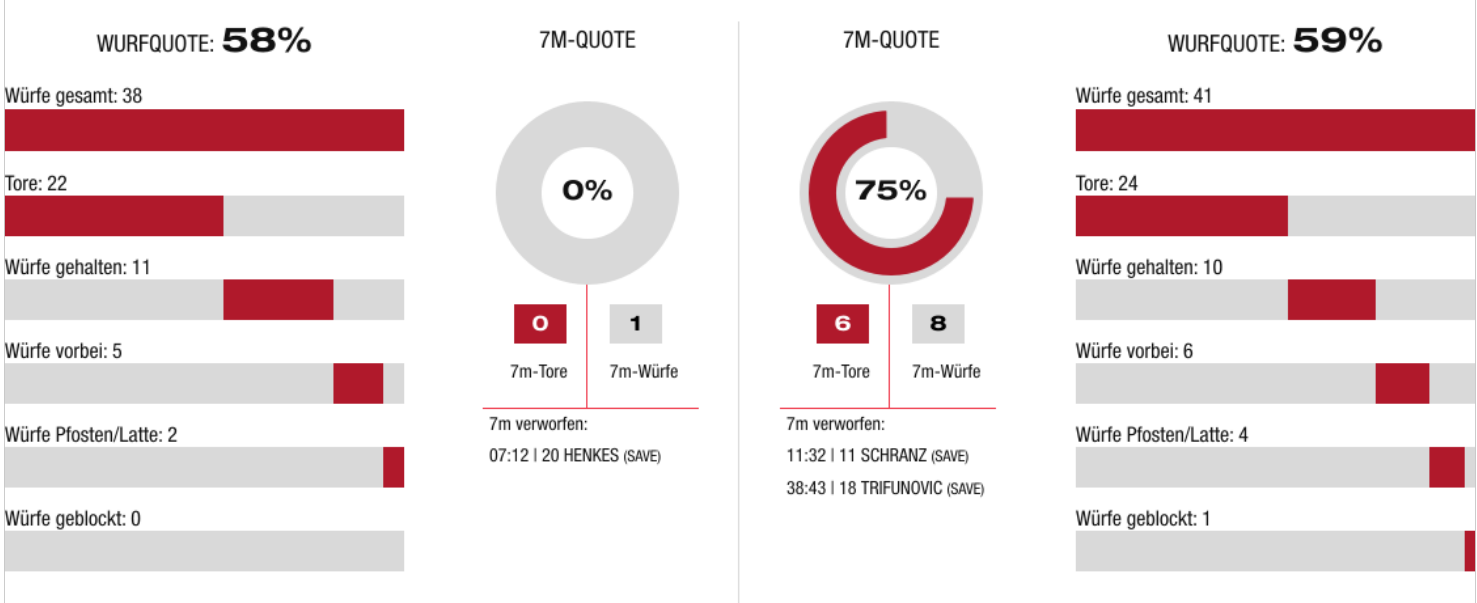 WURFQUOTE: 58%
Würfe gesamt: 38
Tore: 22
Würfe gehalten: 11
Würfe vorbei: 5
Würfe Pfosten/Latte: 2
Würfe geblockt: 0
7M-QUOTE
0%
0 1
7m-Tore 7m-Würfe
7m verworfen:
07:12 | 20 HENKES (SAVE)
7M-QUOTE
75%
6 8
7m-Tore 7m-Würfe
7m verworfen:
11:32 | 11 SCHRANZ (SAVE)
38:43 | 18 TRIFUNOVIC (SAVE)
WURFQUOTE: 59%
Würfe gesamt: 41
Tore: 24
Würfe gehalten: 10
Würfe vorbei: 6
Würfe Pfosten/Latte: 4
Würfe geblockt: 1